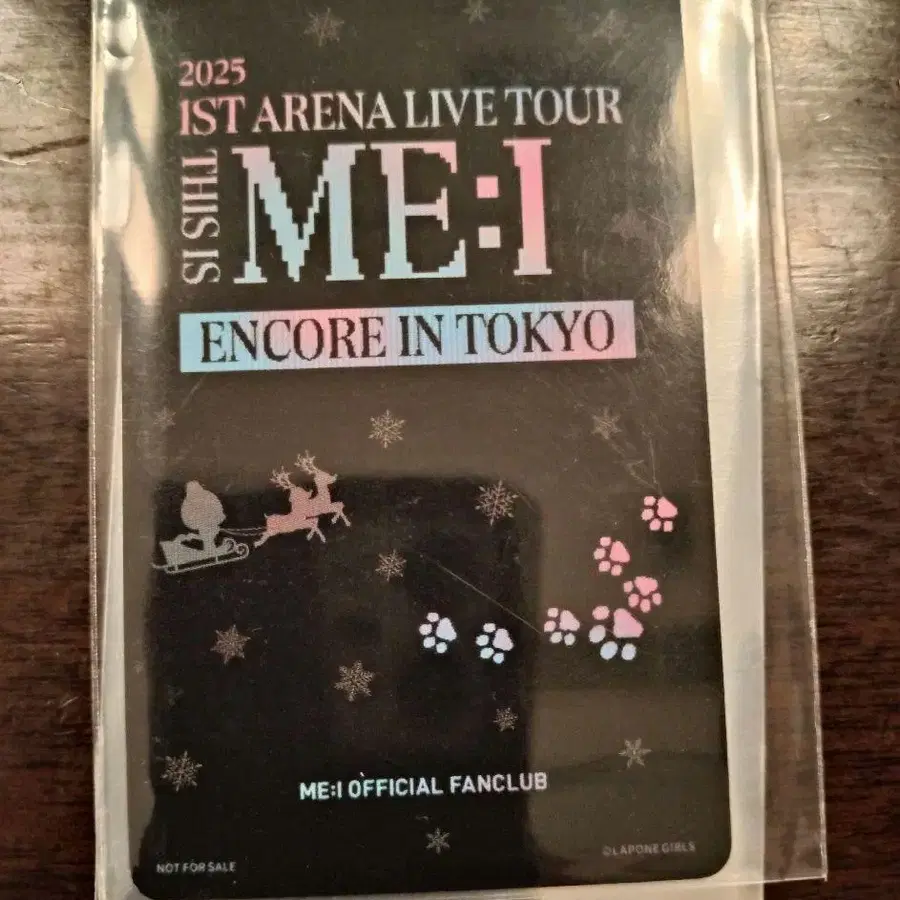 2025
1ST ARENA LIVE TOUR
THIS IS
ME:I
ENCORE IN TOKYO
ME:I OFFICIAL FANCLUB
NOT FOR SALE
©LAPONE GIRLS